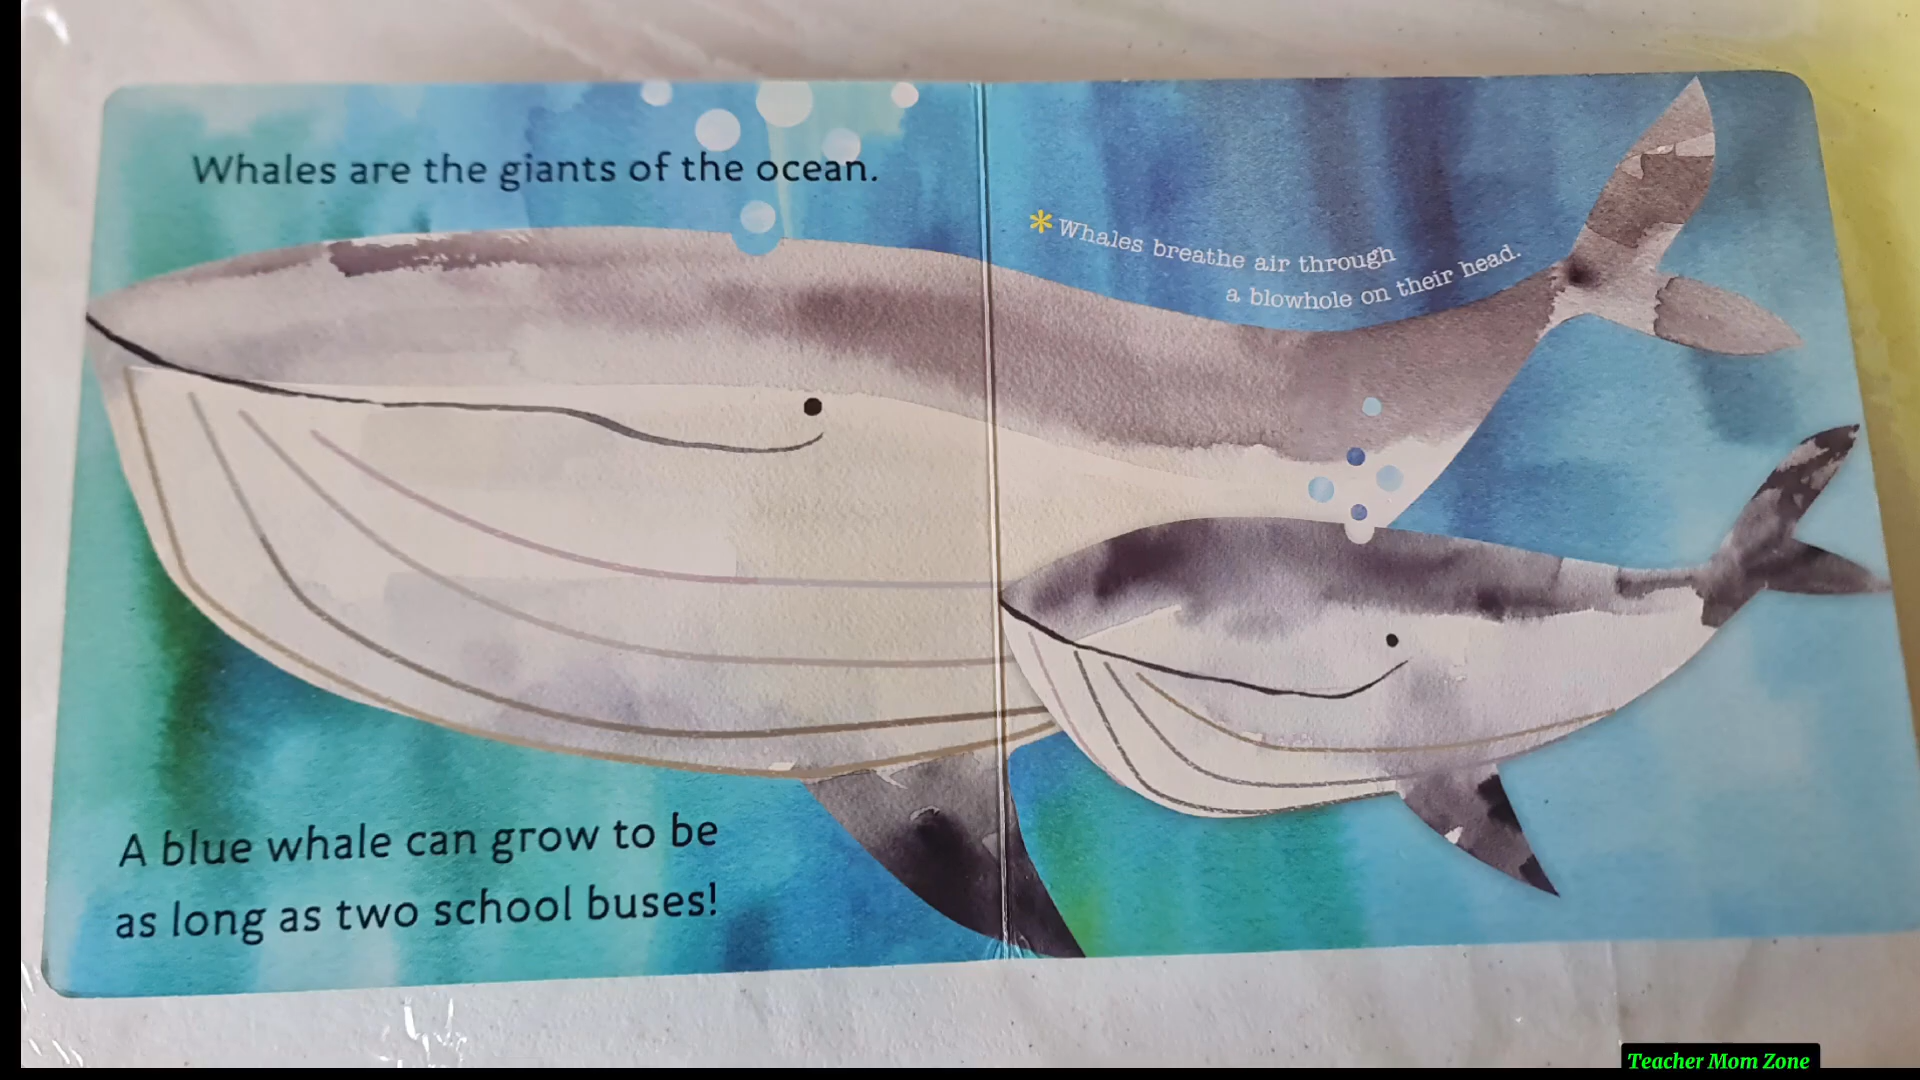 Whales are the giants of the ocean.
* Whales breathe air through
a blowhole on their head.
A blue whale can grow to be
as long as two school buses!
Teacher Mom Zone